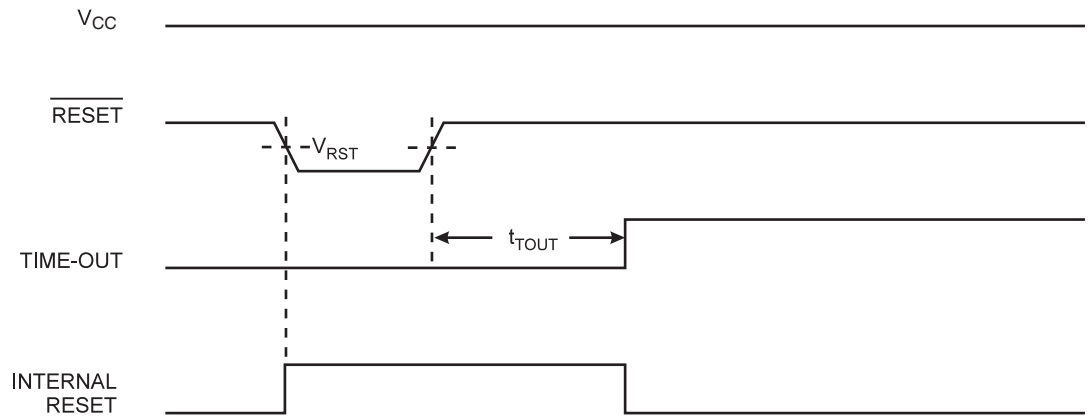 VCC
RESET
VRST
tTOUT
TIME-OUT
INTERNAL
RESET